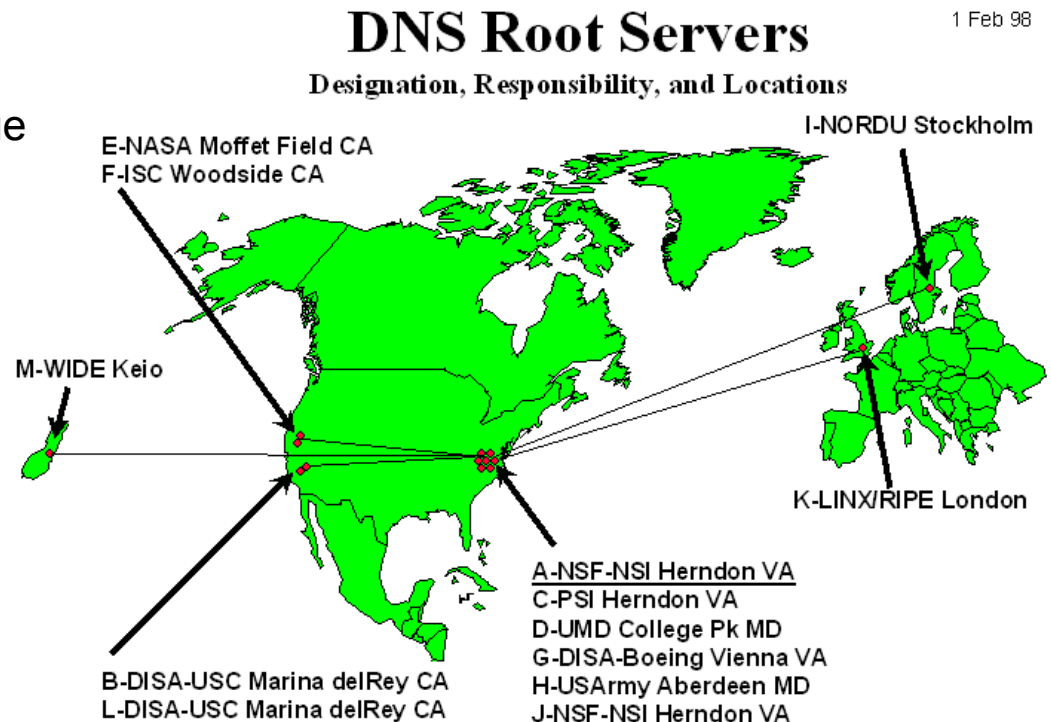 DNS Root Servers
1 Feb 98
Designation, Responsibility, and Locations
I-NORDU Stockholm
E-NASA Moffet Field CA
F-ISC Woodside CA
M-WIDE Keio
K-LINX/RIPE London
A-NSF-NSI Herndon VA
C-PSI Herndon VA
D-UMD College Pk MD
G-DISA-Boeing Vienna VA
H-USArmy Aberdeen MD
J-NSF-NSI Herndon VA
B-DISA-USC Marina delRey CA
L-DISA-USC Marina delRey CA